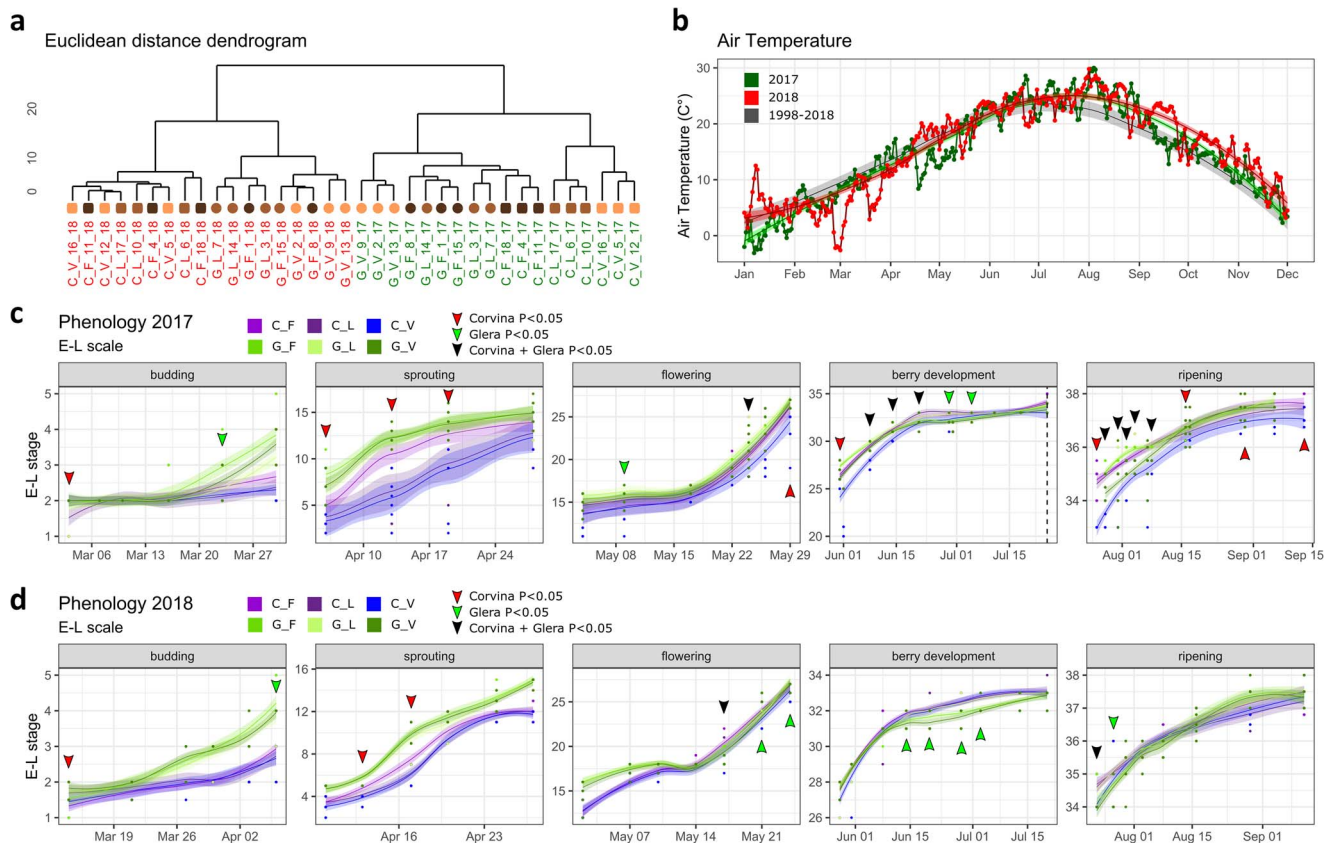 a
Euclidean distance dendrogram
20
10
0
C_V_16_18
C_F_11_18
C_V_12_18
C_L_17_18
C_L_10_18
C_F_4_18
C_V_5_18
C_L_6_18
C_F_18_18
G_L_7_18
G_L_14_18
G_F_1_18
G_L_3_18
G_F_15_18
G_V_2_18
G_F_8_18
G_V_9_18
G_V_13_18
G_V_9_17
G_V_2_17
G_V_13_17
G_F_8_17
G_L_14_17
G_F_1_17
G_F_15_17
G_L_3_17
G_L_7_17
C_F_18_17
C_F_4_17
C_F_11_17
C_L_17_17
C_L_6_17
C_L_10_17
C_V_16_17
C_V_5_17
C_V_12_17
b
Air Temperature
Air Temperature (C°)
30
20
10
0
2017
2018
1998-2018
Jan Feb Mar Apr May Jun Jul Aug Sep Oct Nov Dec
c
Phenology 2017
E-L scale
C_F C_L C_V
G_F G_L G_V
Corvina P<0.05
Glera P<0.05
Corvina + Glera P<0.05
E-L stage
budding
5
4
3
2
1
Mar 06 Mar 13 Mar 20 Mar 27
sprouting
15
10
5
Apr 10 Apr 17 Apr 24
flowering
25
20
15
May 08 May 15 May 22 May 29
berry development
35
30
25
20
Jun 01 Jun 15 Jul 01 Jul 15
ripening
38
36
34
Aug 01 Aug 15 Sep 01 Sep 15
d
Phenology 2018
E-L scale
C_F C_L C_V
G_F G_L G_V
Corvina P<0.05
Glera P<0.05
Corvina + Glera P<0.05
E-L stage
budding
5
4
3
2
1
Mar 19 Mar 26 Apr 02
sprouting
16
12
8
4
Apr 16 Apr 23
flowering
25
20
15
May 07 May 14 May 21
berry development
34
32
30
28
26
Jun 01 Jun 15 Jul 01 Jul 15
ripening
38
37
36
35
34
Aug 01 Aug 15 Sep 01